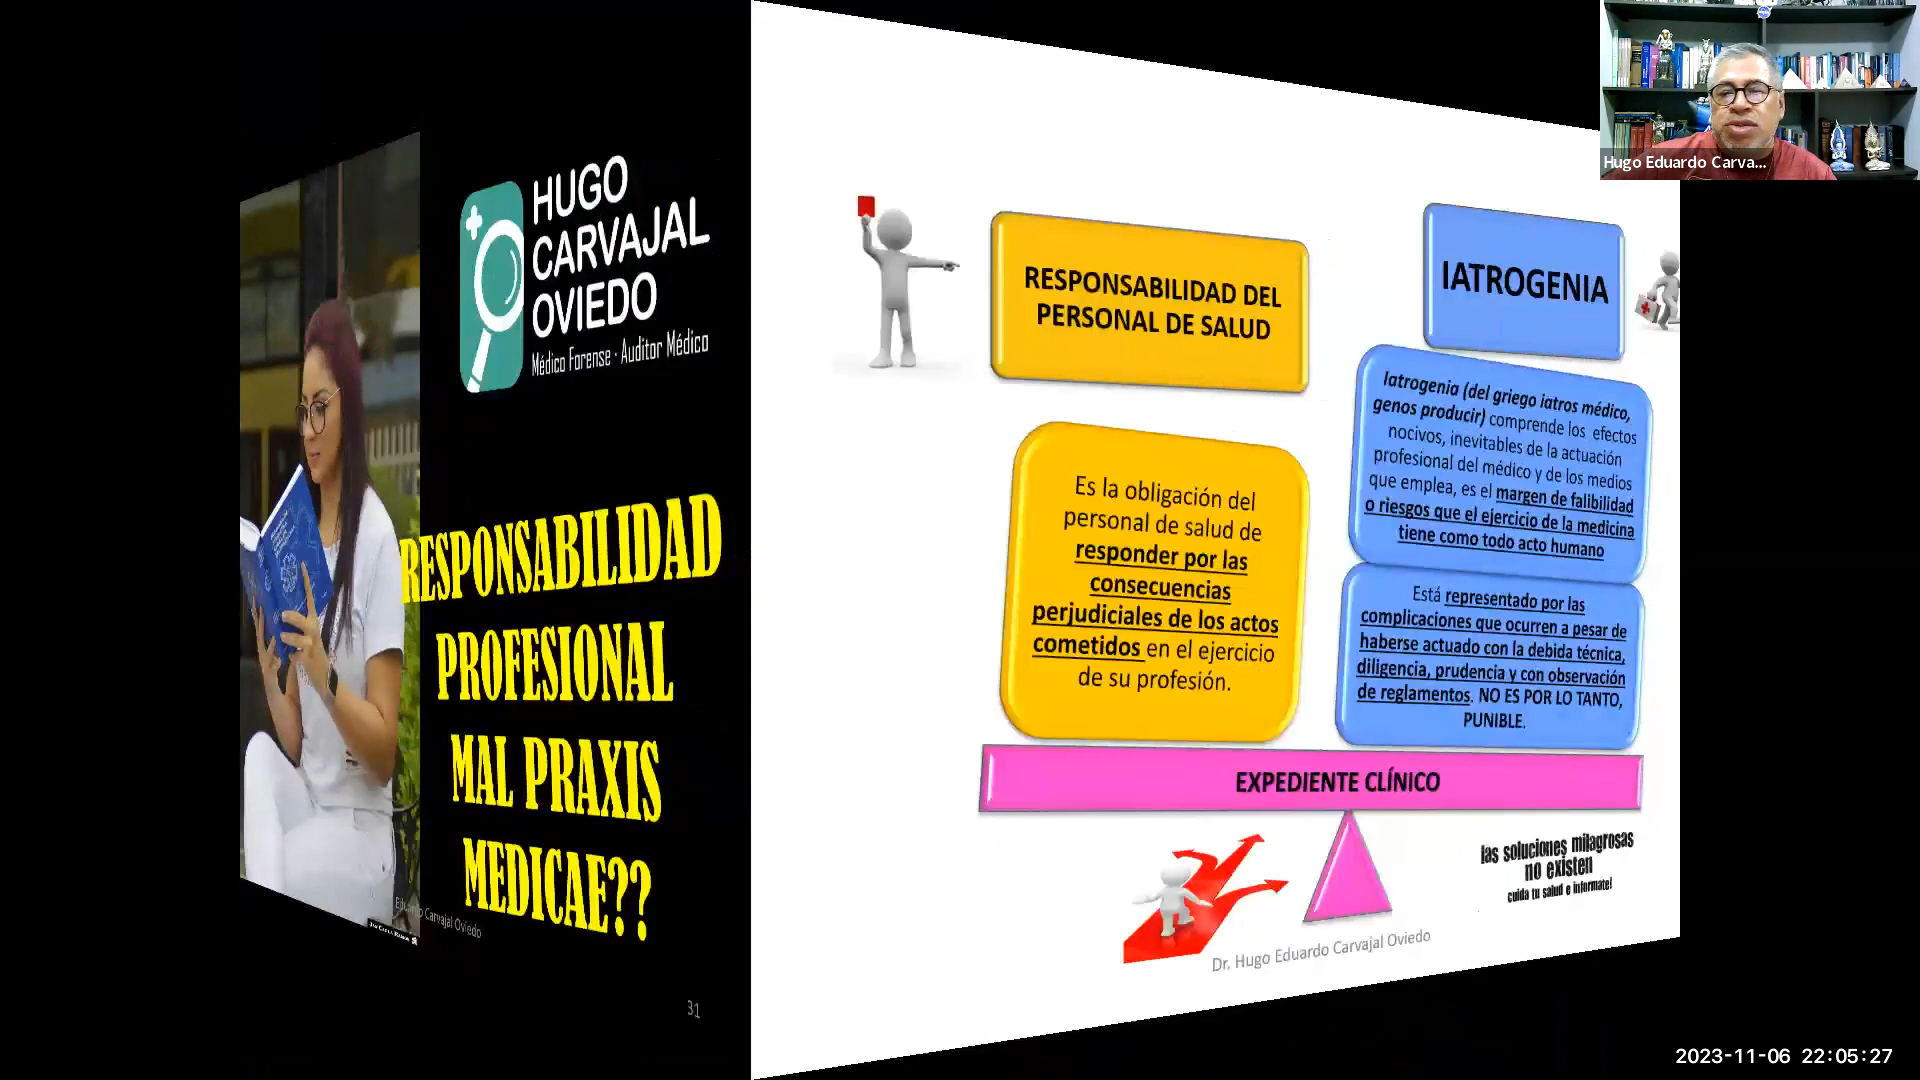 HUGO
CARVAJAL
OVIEDO
Médico Forense · Auditor Médico
RESPONSABILIDAD
PROFESIONAL
MAL PRAXIS
MEDICAE??
Carvajal Oviedo
31
RESPONSABILIDAD DEL
PERSONAL DE SALUD
Es la obligación del
personal de salud de
responder por las
consecuencias
perjudiciales de los actos
cometidos en el ejercicio
de su profesión.
IATROGENIA
Iatrogenia (del griego iatros médico,
genos producir) comprende los efectos
nocivos, inevitables de la actuación
profesional del médico y de los medios
que emplea, es el margen de falibilidad
o riesgos que el ejercicio de la medicina
tiene como todo acto humano
Está representado por las
complicaciones que ocurren a pesar de
haberse actuado con la debida técnica,
diligencia, prudencia y con observación
de reglamentos. NO ES POR LO TANTO,
PUNIBLE.
EXPEDIENTE CLÍNICO
las soluciones milagrosas
no existen
cuida tu salud e informate!
Dr. Hugo Eduardo Carvajal Oviedo
Hugo Eduardo Carva...
2023-11-06 22:05:27